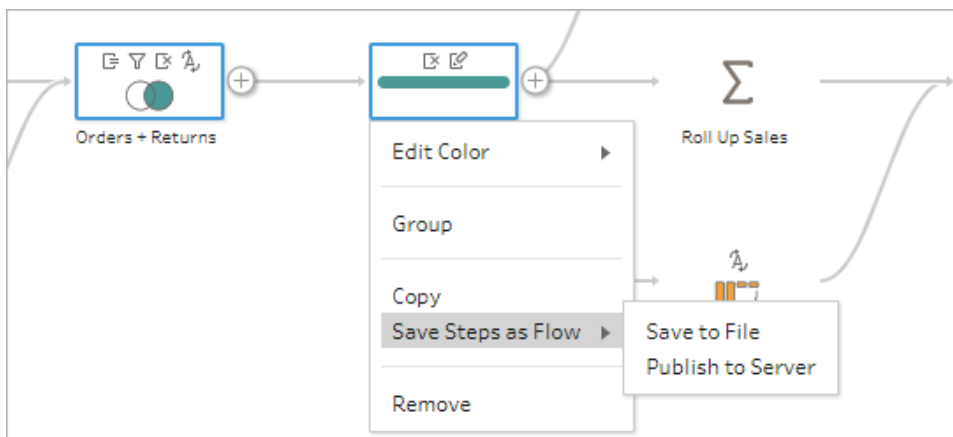 Orders + Returns
Roll Up Sales
Edit Color
Group
Copy
Save Steps as Flow
Save to File
Publish to Server
Remove